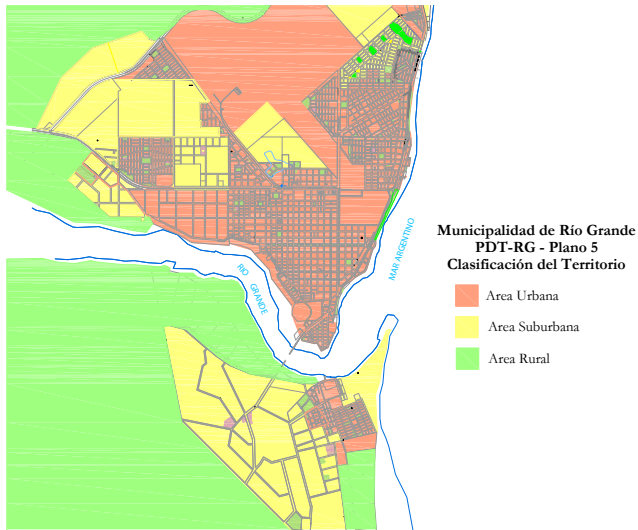 Municipalidad de Río Grande
PDT-RG - Plano 5
Clasificación del Territorio
Area Urbana
Area Suburbana
Area Rural
MAR ARGENTINO
RIO GRANDE